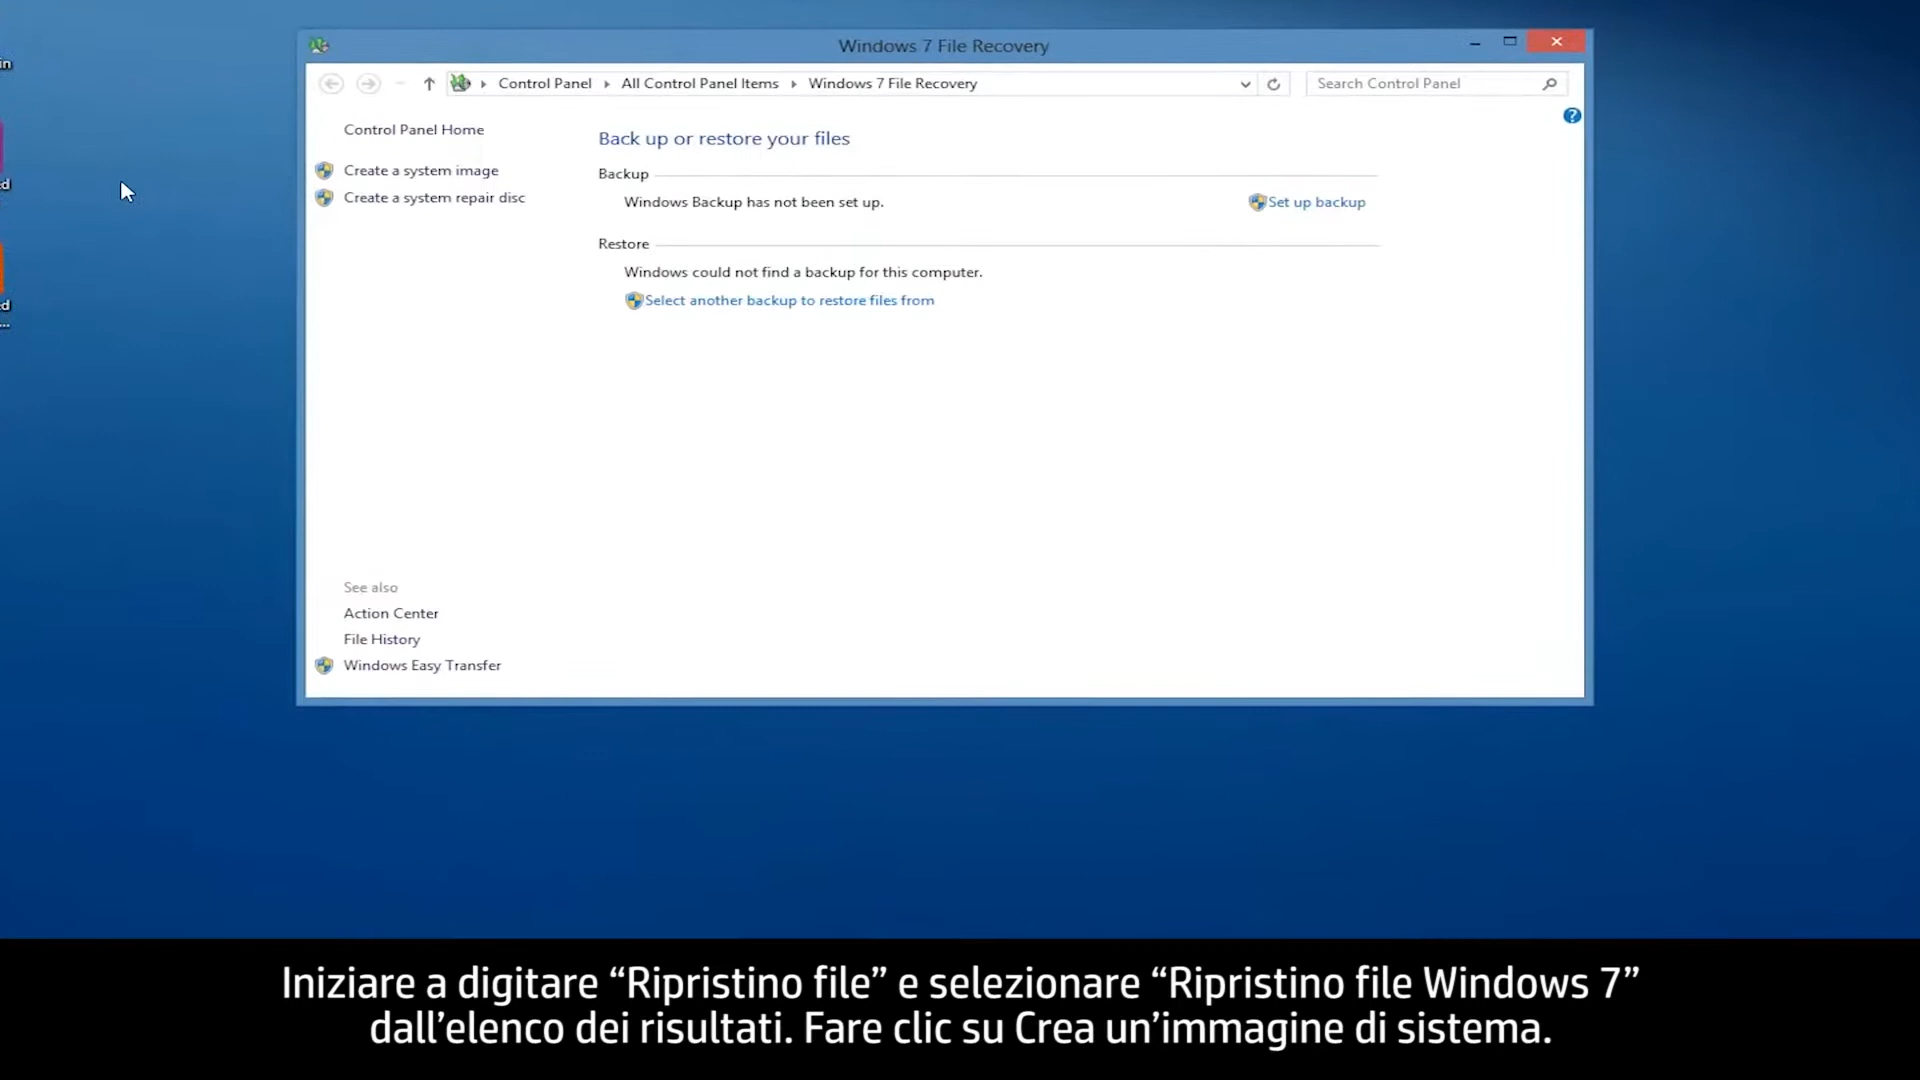 in
ed
ed
...
Windows 7 File Recovery
Control Panel All Control Panel Items Windows 7 File Recovery
Search Control Panel
?
Control Panel Home
Create a system image
Create a system repair disc
Back up or restore your files
Backup
Windows Backup has not been set up.
Set up backup
Restore
Windows could not find a backup for this computer.
Select another backup to restore files from
See also
Action Center
File History
Windows Easy Transfer
Iniziare a digitare “Ripristino file” e selezionare “Ripristino file Windows 7”
dall’elenco dei risultati. Fare clic su Crea un’immagine di sistema.